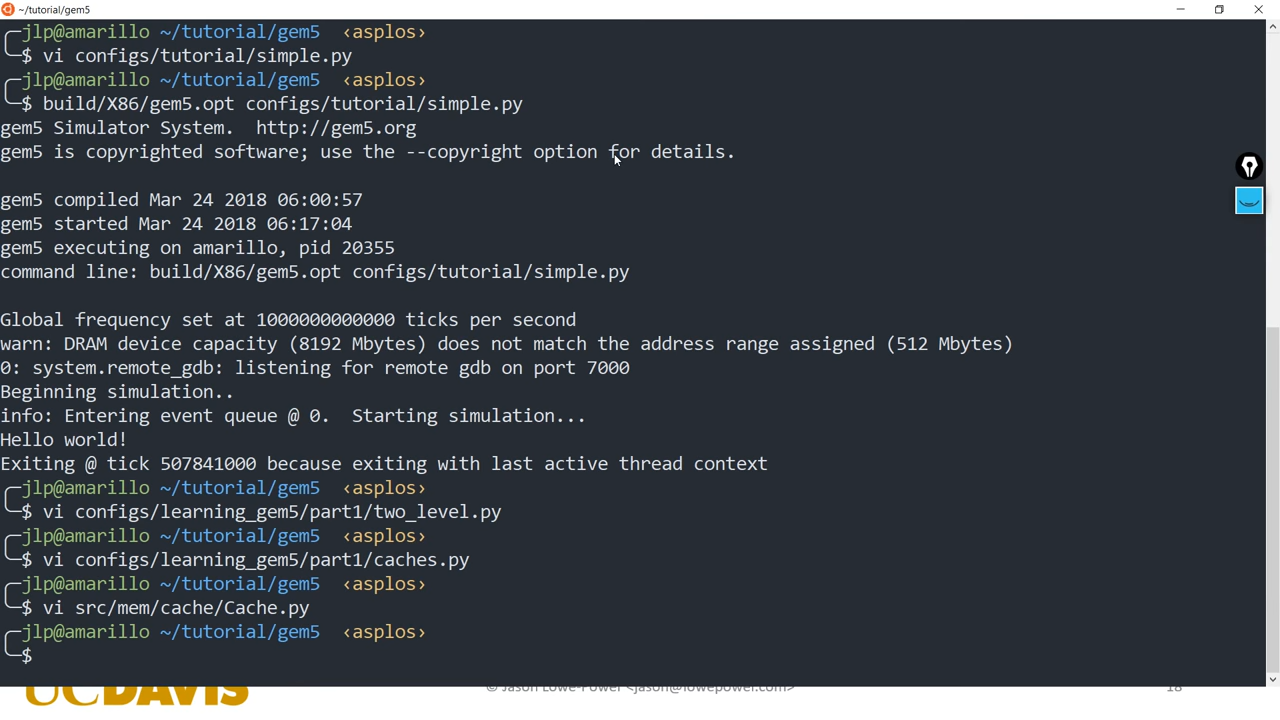 ~/tutorial/gem5
jlp@amarillo ~/tutorial/gem5 ‹asplos›
$ vi configs/tutorial/simple.py
jlp@amarillo ~/tutorial/gem5 ‹asplos›
$ build/X86/gem5.opt configs/tutorial/simple.py
gem5 Simulator System.  http://gem5.org
gem5 is copyrighted software; use the --copyright option for details.
gem5 compiled Mar 24 2018 06:00:57
gem5 started Mar 24 2018 06:17:04
gem5 executing on amarillo, pid 20355
command line: build/X86/gem5.opt configs/tutorial/simple.py
Global frequency set at 1000000000000 ticks per second
warn: DRAM device capacity (8192 Mbytes) does not match the address range assigned (512 Mbytes)
0: system.remote_gdb: listening for remote gdb on port 7000
Beginning simulation..
info: Entering event queue @ 0.  Starting simulation...
Hello world!
Exiting @ tick 507841000 because exiting with last active thread context
jlp@amarillo ~/tutorial/gem5 ‹asplos›
$ vi configs/learning_gem5/part1/two_level.py
jlp@amarillo ~/tutorial/gem5 ‹asplos›
$ vi configs/learning_gem5/part1/caches.py
jlp@amarillo ~/tutorial/gem5 ‹asplos›
$ vi src/mem/cache/Cache.py
jlp@amarillo ~/tutorial/gem5 ‹asplos›
$
UCDAVIS
© Jason Lowe-Power <jason@lowepower.com>
18